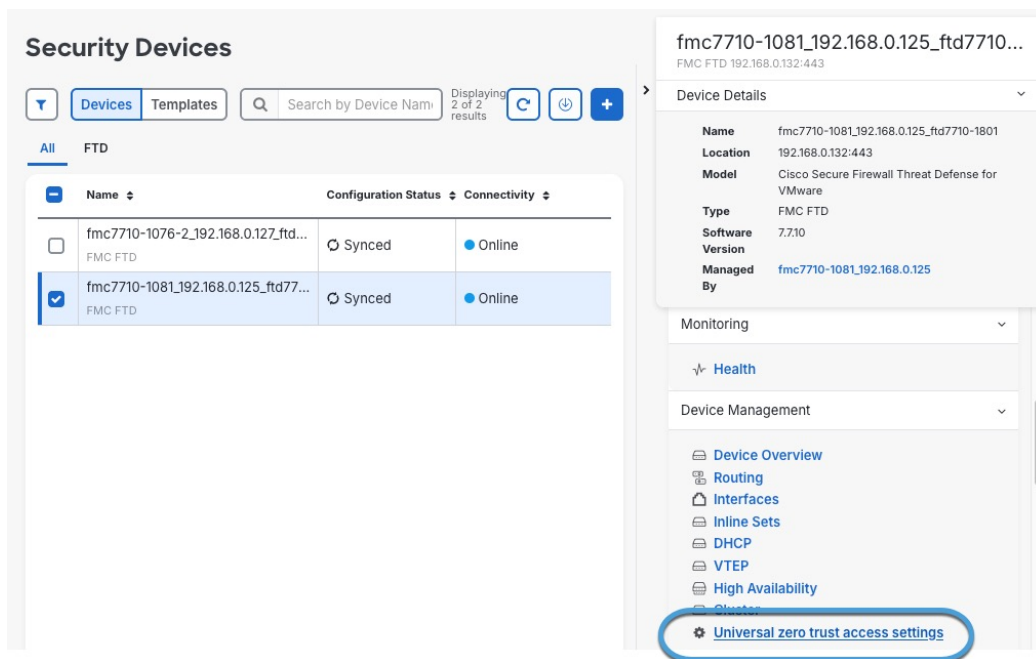 Security Devices
Devices
Templates
Search by Device Name
Displaying
2 of 2
results
All
FTD
Name
Configuration Status
Connectivity
fmc7710-1076-2_192.168.0.127_ftd...
FMC FTD
Synced
Online
fmc7710-1081_192.168.0.125_ftd77...
FMC FTD
Synced
Online
fmc7710-1081_192.168.0.125_ftd7710...
FMC FTD 192.168.0.132:443
Device Details
Name fmc7710-1081_192.168.0.125_ftd7710-1801
Location 192.168.0.132:443
Model Cisco Secure Firewall Threat Defense for
VMware
Type FMC FTD
Software 7.7.10
Version
Managed fmc7710-1081_192.168.0.125
By
Monitoring
Health
Device Management
Device Overview
Routing
Interfaces
Inline Sets
DHCP
VTEP
High Availability
Cluster
Universal zero trust access settings